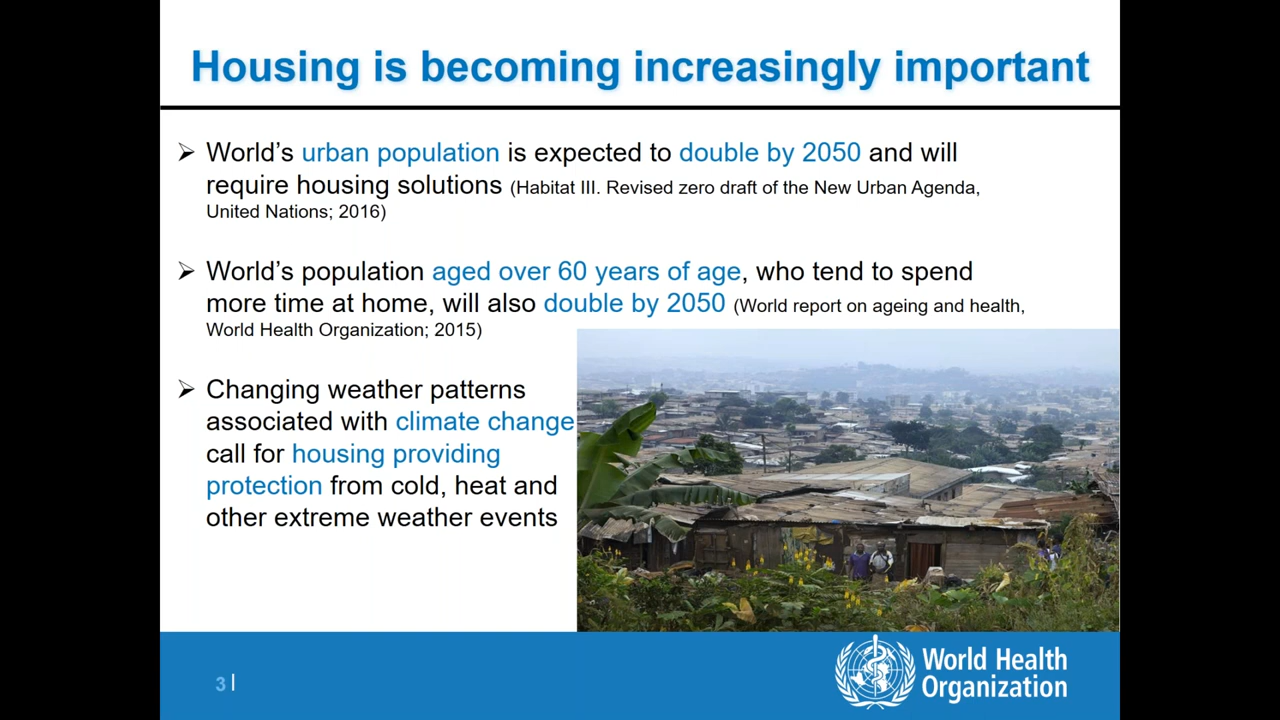 Housing is becoming increasingly important
➢ World’s urban population is expected to double by 2050 and will
require housing solutions (Habitat III. Revised zero draft of the New Urban Agenda,
United Nations; 2016)
➢ World’s population aged over 60 years of age, who tend to spend
more time at home, will also double by 2050 (World report on ageing and health,
World Health Organization; 2015)
➢ Changing weather patterns
associated with climate change
call for housing providing
protection from cold, heat and
other extreme weather events
3 |
World Health
Organization